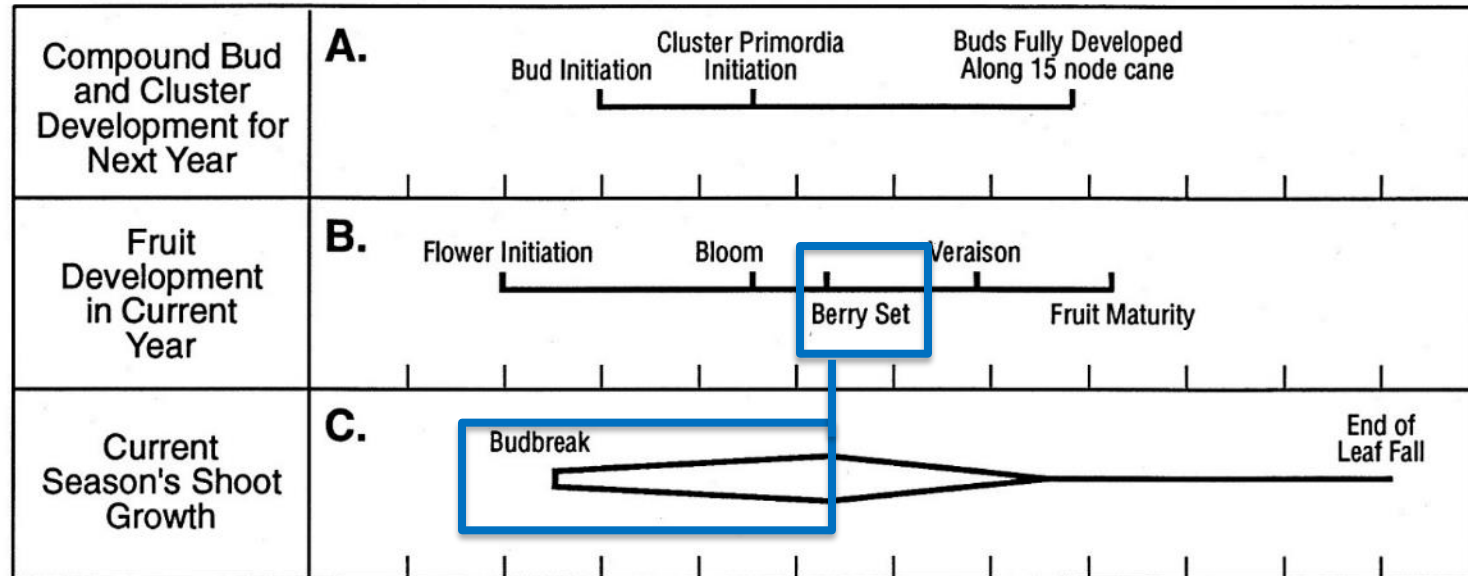 Compound Bud
and Cluster
Development for
Next Year
A.
Bud Initiation
Cluster Primordia
Initiation
Buds Fully Developed
Along 15 node cane
Fruit
Development
in Current
Year
B.
Flower Initiation
Bloom
Berry Set
Veraison
Fruit Maturity
Current
Season's Shoot
Growth
C.
Budbreak
End of
Leaf Fall